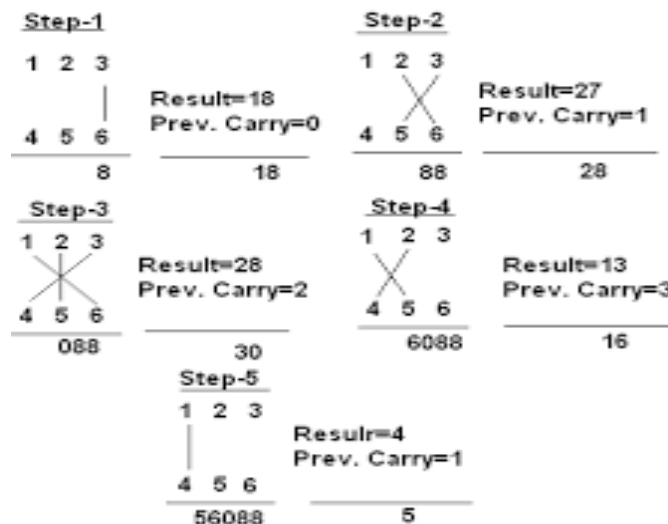 Step-1
1 2 3
Result=18
Prev. Carry=0
4 5 6
8
18
Step-2
1 2 3
Result=27
Prev. Carry=1
4 5 6
88
28
Step-3
1 2 3
Result=28
Prev. Carry=2
4 5 6
088
30
Step-4
1 2 3
Result=13
Prev. Carry=3
4 5 6
6088
16
Step-5
1 2 3
Resulr=4
Prev. Carry=1
4 5 6
56088
5